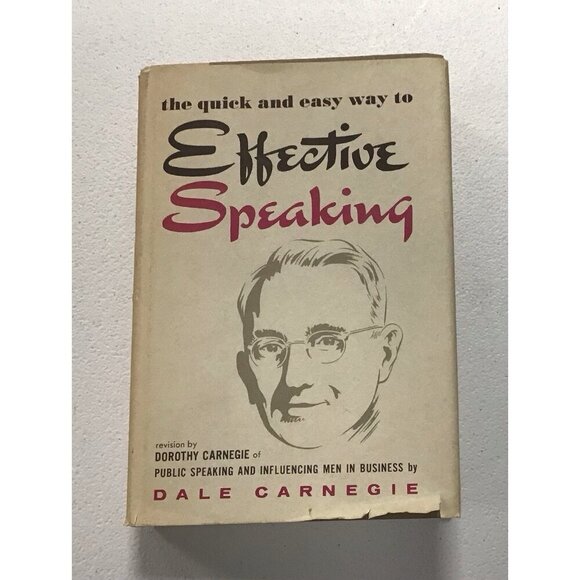 the quick and easy way to
Effective
Speaking
revision by
DOROTHY CARNEGIE of
PUBLIC SPEAKING AND INFLUENCING MEN IN BUSINESS by
DALE CARNEGIE